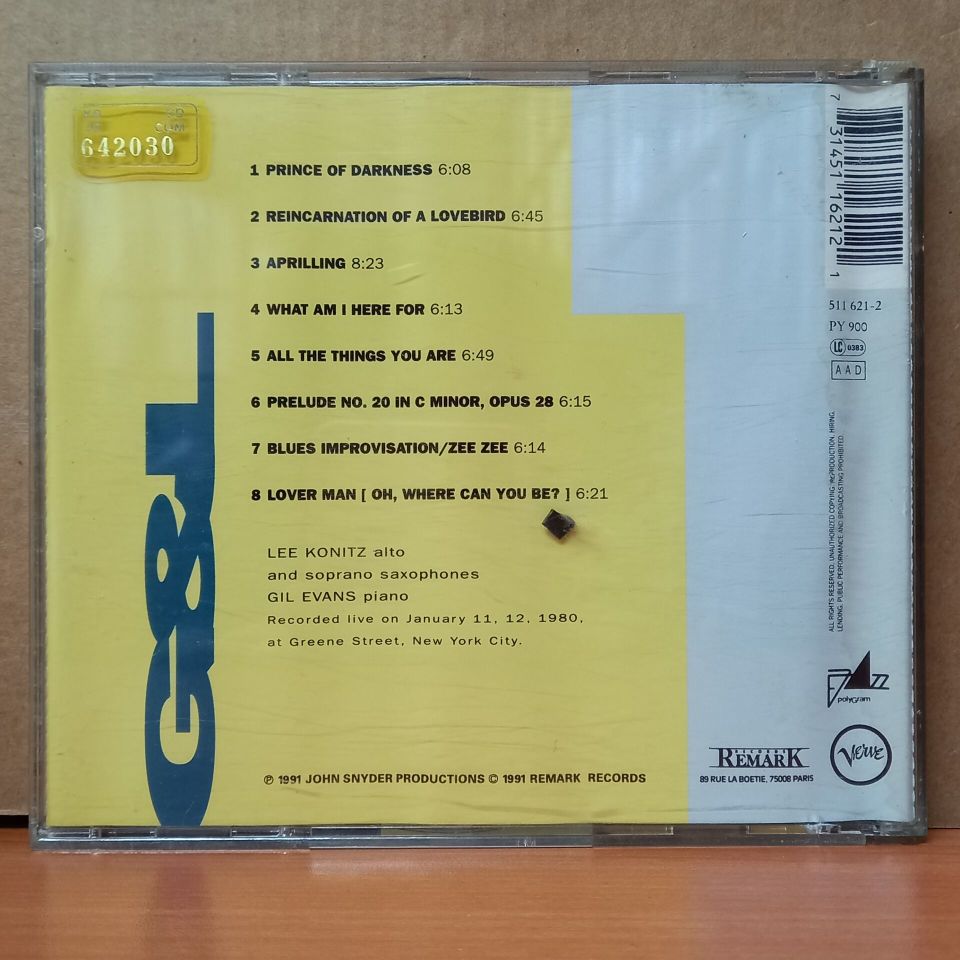 642030
1 PRINCE OF DARKNESS 6:08
2 REINCARNATION OF A LOVEBIRD 6:45
3 APRILLING 8:23
4 WHAT AM I HERE FOR 6:13
5 ALL THE THINGS YOU ARE 6:49
6 PRELUDE NO. 20 IN C MINOR, OPUS 28 6:15
7 BLUES IMPROVISATION/ZEE ZEE 6:14
8 LOVER MAN [ OH, WHERE CAN YOU BE? ] 6:21
LEE KONITZ alto
and soprano saxophones
GIL EVANS piano
Recorded live on January 11, 12, 1980,
at Greene Street, New York City.
℗ 1991 JOHN SNYDER PRODUCTIONS © 1991 REMARK RECORDS
G&L
7 31451 16212 1
511 621-2
PY 900
LC 0383
AAD
ALL RIGHTS RESERVED. UNAUTHORIZED COPYING, REPRODUCTION, HIRING,
LENDING, PUBLIC PERFORMANCE AND BROADCASTING PROHIBITED.
JAZZ
polyGram
RECORDS
REMARK
89 RUE LA BOETIE, 75008 PARIS
Verve